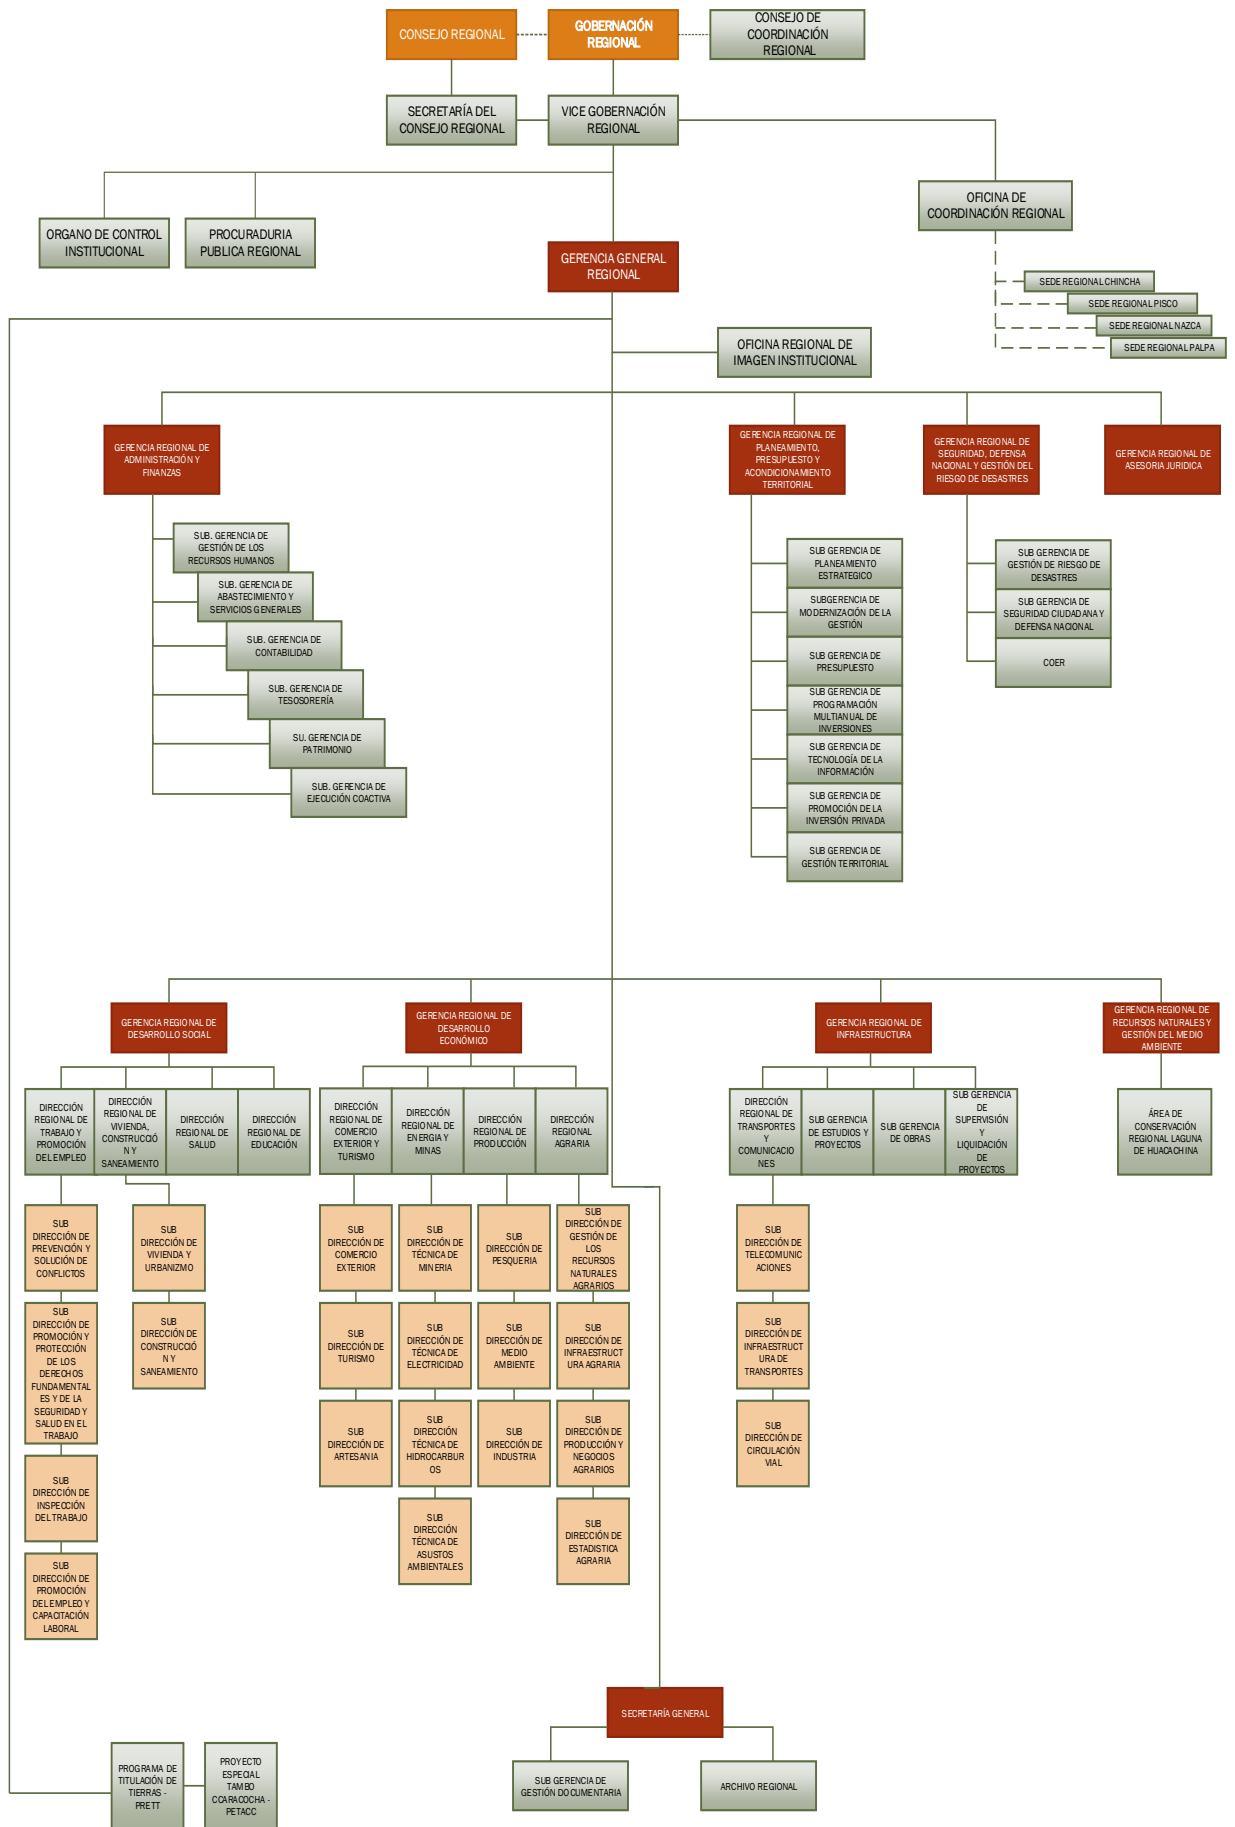 CONSEJO REGIONAL
GOBERNACIÓN
REGIONAL
CONSEJO DE
COORDINACIÓN
REGIONAL
SECRETARÍA DEL
CONSEJO REGIONAL
VICE GOBERNACIÓN
REGIONAL
OFICINA DE
COORDINACIÓN REGIONAL
ORGANO DE CONTROL
INSTITUCIONAL
PROCURADURIA
PUBLICA REGIONAL
GERENCIA GENERAL
REGIONAL
SEDE REGIONAL CHINCHA
SEDE REGIONAL PISCO
SEDE REGIONAL NAZCA
SEDE REGIONAL PALPA
OFICINA REGIONAL DE
IMAGEN INSTITUCIONAL
GERENCIA REGIONAL DE
ADMINISTRACIÓN Y
FINANZAS
GERENCIA REGIONAL DE
PLANEAMIENTO,
PRESUPUESTO Y
ACONDICIONAMIENTO
TERRITORIAL
GERENCIA REGIONAL DE
SEGURIDAD, DEFENSA
NACIONAL Y GESTIÓN DEL
RIESGO DE DESASTRES
GERENCIA REGIONAL DE
ASESORIA JURIDICA
SUB. GERENCIA DE
GESTIÓN DE LOS
RECURSOS HUMANOS
SUB. GERENCIA DE
ABASTECIMIENTO Y
SERVICIOS GENERALES
SUB. GERENCIA DE
CONTABILIDAD
SUB. GERENCIA DE
TESOSORERÍA
SU. GERENCIA DE
PATRIMONIO
SUB. GERENCIA DE
EJECUCIÓN COACTIVA
SUB GERENCIA DE
PLANEAMIENTO
ESTRATEGICO
SUBGERENCIA DE
MODERNIZACIÓN DE LA
GESTIÓN
SUB GERENCIA DE
PRESUPUESTO
SUB GERENCIA DE
PROGRAMACIÓN
MULTIANUAL DE
INVERSIONES
SUB GERENCIA DE
TECNOLOGÍA DE LA
INFORMACIÓN
SUB GERENCIA DE
PROMOCIÓN DE LA
INVERSIÓN PRIVADA
SUB GERENCIA DE
GESTIÓN TERRITORIAL
SUB GERENCIA DE
GESTIÓN DE RIESGO DE
DESASTRES
SUB GERENCIA DE
SEGURIDAD CIUDADANA Y
DEFENSA NACIONAL
COER
GERENCIA REGIONAL DE
DESARROLLO SOCIAL
GERENCIA REGIONAL DE
DESARROLLO
ECONÓMICO
GERENCIA REGIONAL DE
INFRAESTRUCTURA
GERENCIA REGIONAL DE
RECURSOS NATURALES Y
GESTIÓN DEL MEDIO
AMBIENTE
DIRECCIÓN
REGIONAL DE
TRABAJO Y
PROMOCIÓN
DEL EMPLEO
DIRECCIÓN
REGIONAL DE
VIVIENDA,
CONSTRUCCIÓ
N Y
SANEAMIENTO
DIRECCIÓN
REGIONAL DE
SALUD
DIRECCIÓN
REGIONAL DE
EDUCACIÓN
DIRECCIÓN
REGIONAL DE
COMERCIO
EXTERIOR Y
TURISMO
DIRECCIÓN
REGIONAL DE
ENERGIA Y
MINAS
DIRECCIÓN
REGIONAL DE
PRODUCCIÓN
DIRECCIÓN
REGIONAL
AGRARIA
DIRECCIÓN
REGIONAL DE
TRANSPORTES
Y
COMUNICACIO
NES
SUB GERENCIA
DE ESTUDIOS Y
PROYECTOS
SUB GERENCIA
DE OBRAS
SUB GERENCIA
DE
SUPERVISIÓN
Y
LIQUIDACIÓN
DE
PROYECTOS
ÁREA DE
CONSERVACIÓN
REGIONAL LAGUNA
DE HUACACHINA
SUB
DIRECCIÓN DE
PREVENCIÓN Y
SOLUCIÓN DE
CONFLICTOS
SUB
DIRECCIÓN DE
PROMOCIÓN Y
PROTECCIÓN
DE LOS
DERECHOS
FUNDAMENTAL
ES Y DE LA
SEGURIDAD Y
SALUD EN EL
TRABAJO
SUB
DIRECCIÓN DE
INSPECCIÓN
DEL TRABAJO
SUB
DIRECCIÓN DE
PROMOCIÓN
DEL EMPLEO Y
CAPACITACIÓN
LABORAL
SUB
DIRECCIÓN DE
VIVIENDA Y
URBANIZMO
SUB
DIRECCIÓN DE
CONSTRUCCIÓ
N Y
SANEAMIENTO
SUB
DIRECCIÓN DE
COMERCIO
EXTERIOR
SUB
DIRECCIÓN DE
TURISMO
SUB
DIRECCIÓN DE
ARTESANIA
SUB
DIRECCIÓN DE
TÉCNICA DE
MINERIA
SUB
DIRECCIÓN DE
TÉCNICA DE
ELECTRICIDAD
SUB
DIRECCIÓN
TÉCNICA DE
HIDROCARBUR
OS
SUB
DIRECCIÓN
TÉCNICA DE
ASUSTOS
AMBIENTALES
SUB
DIRECCIÓN DE
PESQUERIA
SUB
DIRECCIÓN DE
MEDIO
AMBIENTE
SUB
DIRECCIÓN DE
INDUSTRIA
SUB
DIRECCIÓN DE
GESTIÓN DE
LOS
RECURSOS
NATURALES
AGRARIOS
SUB
DIRECCIÓN DE
INFRAESTRUCT
URA AGRARIA
SUB
DIRECCIÓN DE
PRODUCCIÓN Y
NEGOCIOS
AGRARIOS
SUB
DIRECCIÓN DE
ESTADISTICA
AGRARIA
SUB
DIRECCIÓN DE
TELECOMUNIC
ACIONES
SUB
DIRECCIÓN DE
INFRAESTRUCT
URA DE
TRANSPORTES
SUB
DIRECCIÓN DE
CIRCULACIÓN
VIAL
SECRETARÍA GENERAL
SUB GERENCIA DE
GESTIÓN DOCUMENTARIA
ARCHIVO REGIONAL
PROGRAMA DE
TITULACIÓN DE
TIERRAS -
PRETT
PROYECTO
ESPECIAL
TAMBO
CCARACOCHA -
PETACC